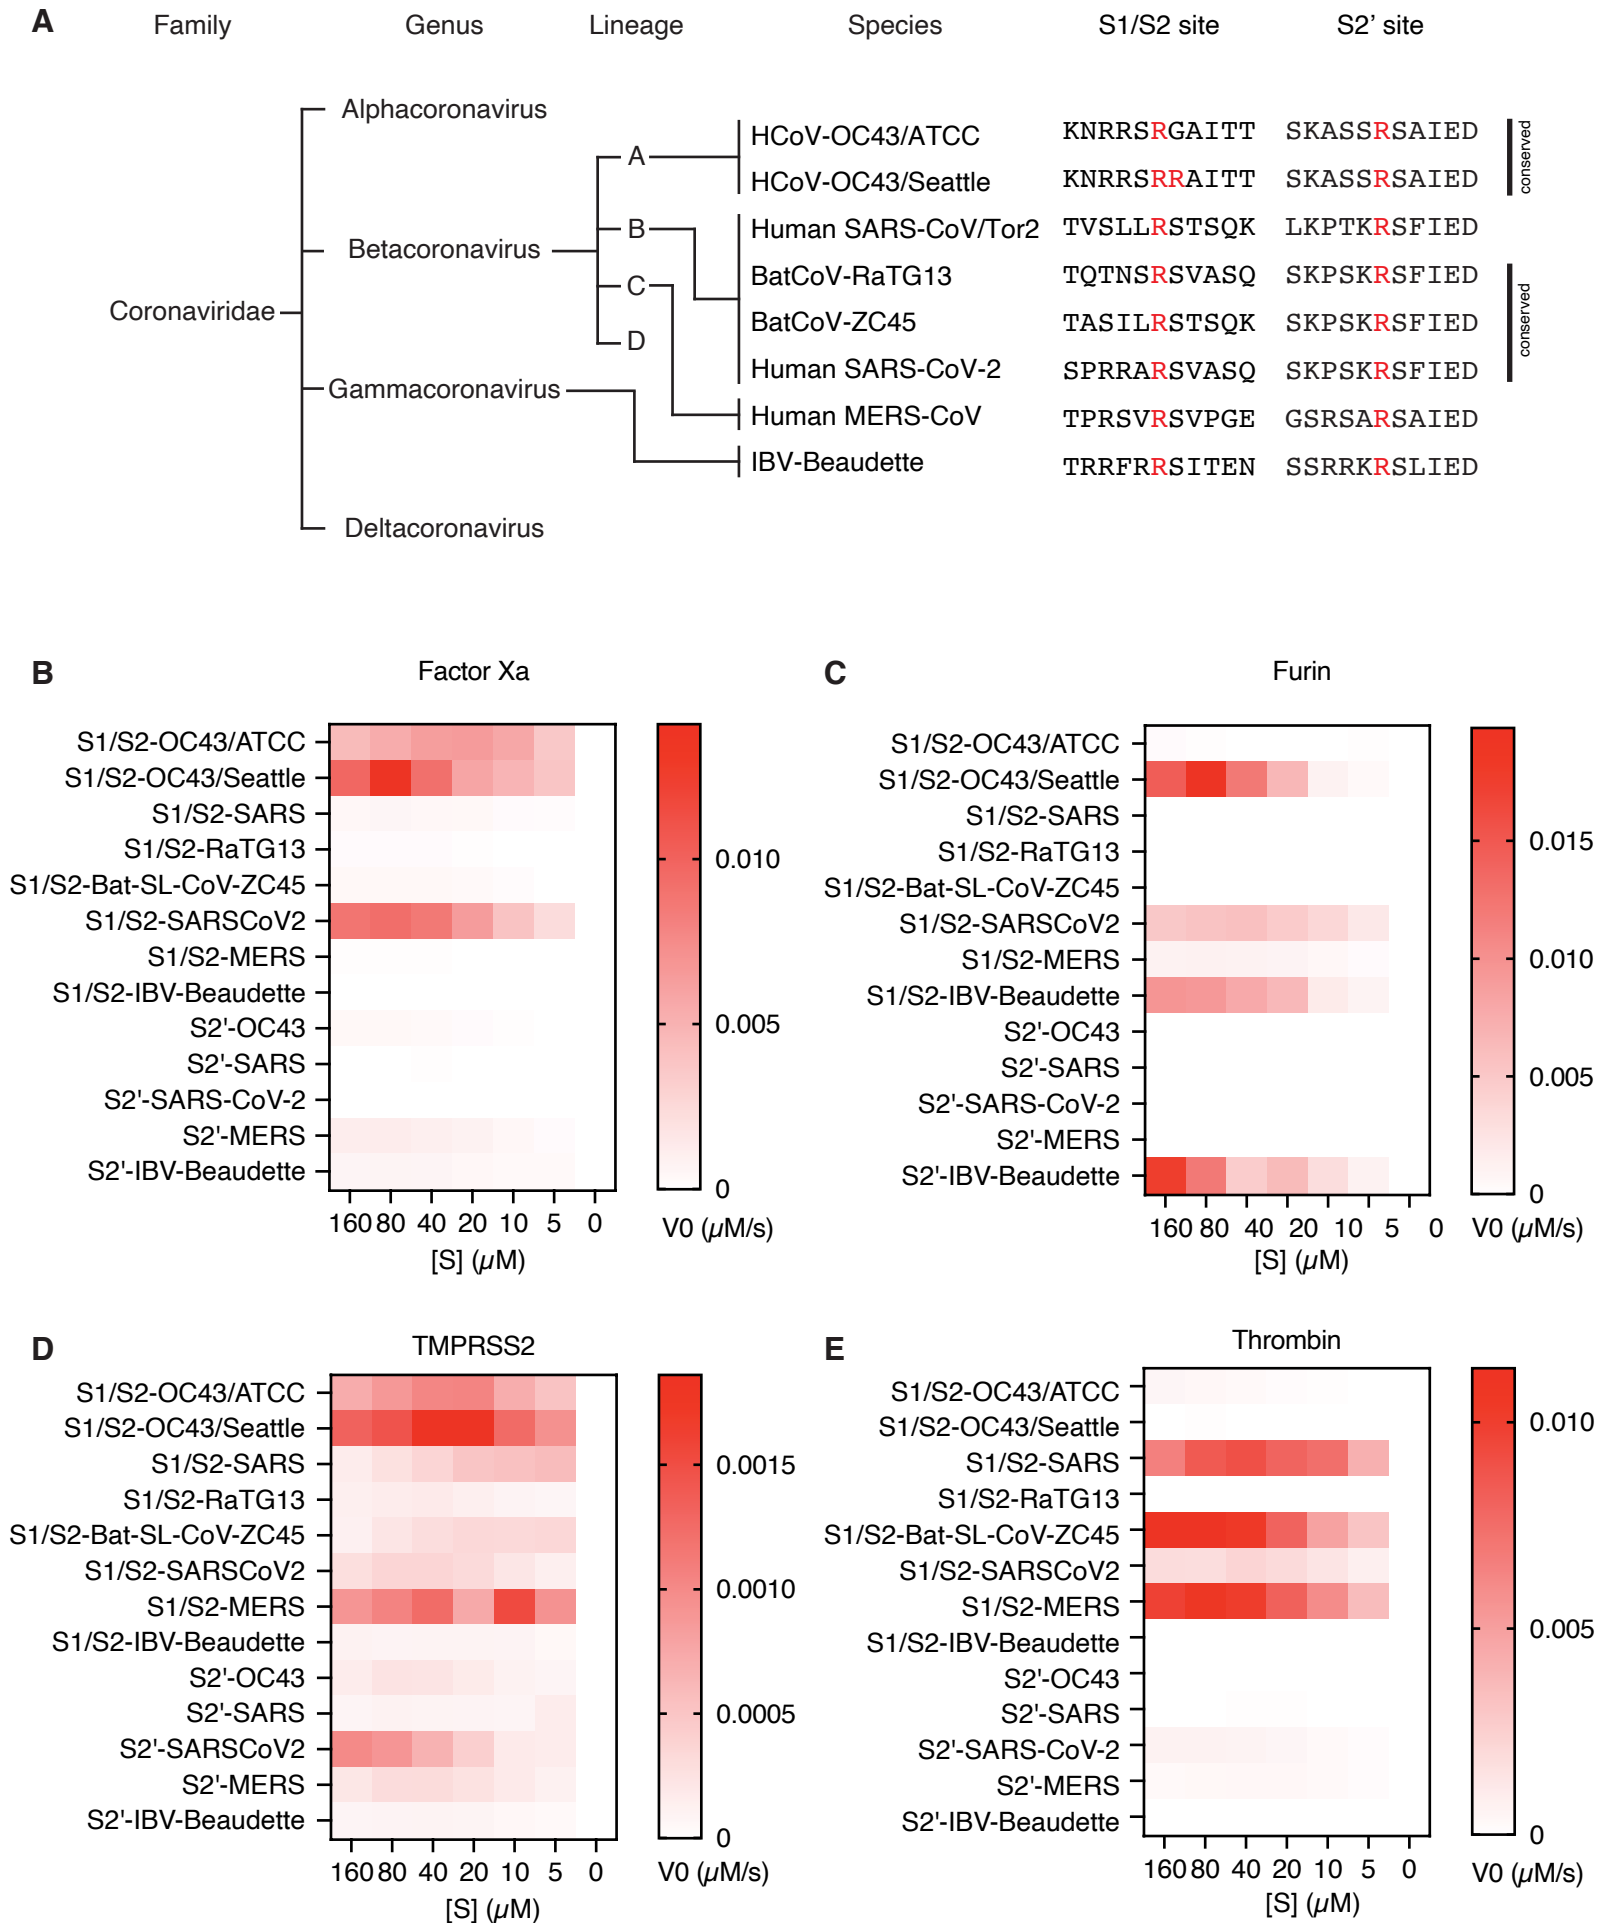 A
Family Genus Lineage Species S1/S2 site S2’ site
Alphacoronavirus
Betacoronavirus
Coronaviridae
Gammacoronavirus
Deltacoronavirus
A
B
C
D
HCoV-OC43/ATCC KNRRSRGAITT SKASSRSAIED
HCoV-OC43/Seattle KNRRSRRAITT SKASSRSAIED
conserved
Human SARS-CoV/Tor2 TVSLLRSTSQK LKPTKRSFIED
BatCoV-RaTG13 TQTNSRSVASQ SKPSKRSFIED
BatCoV-ZC45 TASILRSTSQK SKPSKRSFIED
Human SARS-CoV-2 SPRRARSVASQ SKPSKRSFIED
conserved
Human MERS-CoV TPRSVRSVPGE GSRSARSAIED
IBV-Beaudette TRRFRRSITEN SSRRKRSLIED
B
Factor Xa
S1/S2-OC43/ATCC
S1/S2-OC43/Seattle
S1/S2-SARS
S1/S2-RaTG13
S1/S2-Bat-SL-CoV-ZC45
S1/S2-SARSCoV2
S1/S2-MERS
S1/S2-IBV-Beaudette
S2'-OC43
S2'-SARS
S2'-SARS-CoV-2
S2'-MERS
S2'-IBV-Beaudette
160 80 40 20 10 5 0
[S] (µM)
0.010
0.005
0
V0 (µM/s)
C
Furin
S1/S2-OC43/ATCC
S1/S2-OC43/Seattle
S1/S2-SARS
S1/S2-RaTG13
S1/S2-Bat-SL-CoV-ZC45
S1/S2-SARSCoV2
S1/S2-MERS
S1/S2-IBV-Beaudette
S2'-OC43
S2'-SARS
S2'-SARS-CoV-2
S2'-MERS
S2'-IBV-Beaudette
160 80 40 20 10 5 0
[S] (µM)
0.015
0.010
0.005
0
V0 (µM/s)
D
TMPRSS2
S1/S2-OC43/ATCC
S1/S2-OC43/Seattle
S1/S2-SARS
S1/S2-RaTG13
S1/S2-Bat-SL-CoV-ZC45
S1/S2-SARSCoV2
S1/S2-MERS
S1/S2-IBV-Beaudette
S2'-OC43
S2'-SARS
S2'-SARSCoV2
S2'-MERS
S2'-IBV-Beaudette
160 80 40 20 10 5 0
[S] (µM)
0.0015
0.0010
0.0005
0
V0 (µM/s)
E
Thrombin
S1/S2-OC43/ATCC
S1/S2-OC43/Seattle
S1/S2-SARS
S1/S2-RaTG13
S1/S2-Bat-SL-CoV-ZC45
S1/S2-SARSCoV2
S1/S2-MERS
S1/S2-IBV-Beaudette
S2'-OC43
S2'-SARS
S2'-SARS-CoV-2
S2'-MERS
S2'-IBV-Beaudette
160 80 40 20 10 5 0
[S] (µM)
0.010
0.005
0
V0 (µM/s)